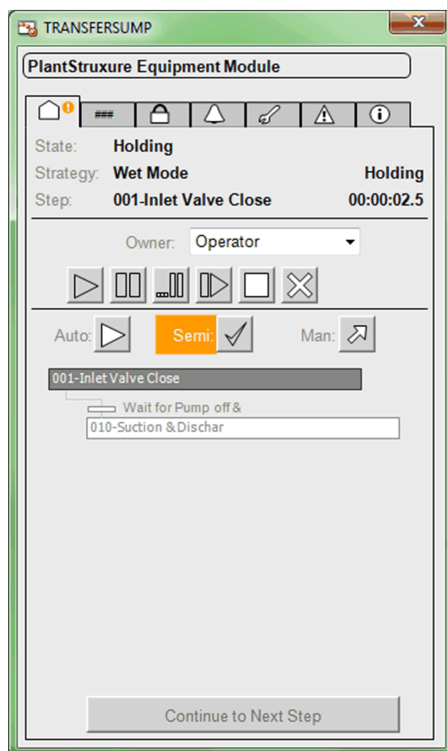 TRANSFERSUMP
PlantStruxure Equipment Module
###
State: Holding
Strategy: Wet Mode Holding
Step: 001-Inlet Valve Close 00:00:02.5
Owner: Operator
Auto: Semi: Man:
001-Inlet Valve Close
Wait for Pump off &
010-Suction & Dischar
Continue to Next Step